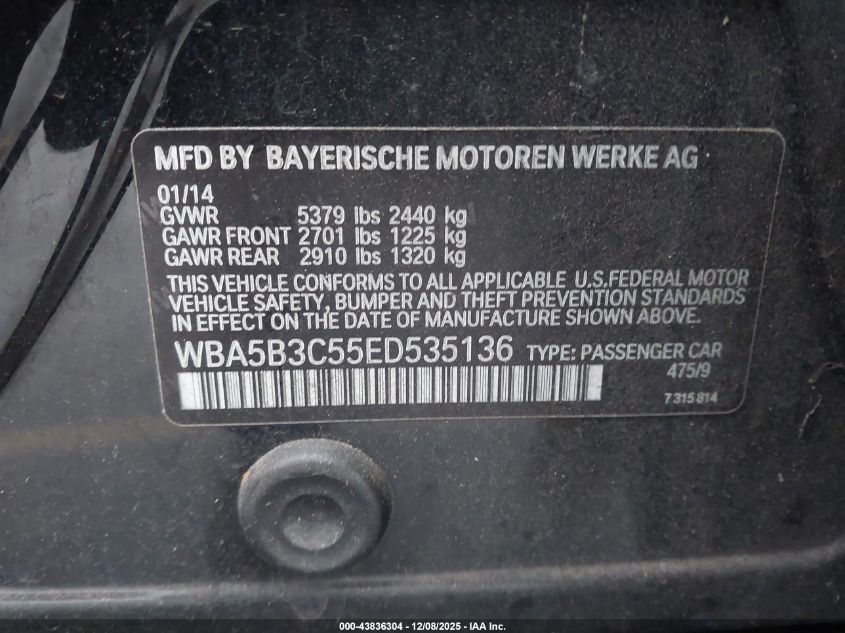 MFD BY BAYERISCHE MOTOREN WERKE AG
01/14
GVWR 5379 lbs 2440 kg
GAWR FRONT 2701 lbs 1225 kg
GAWR REAR 2910 lbs 1320 kg
THIS VEHICLE CONFORMS TO ALL APPLICABLE U.S.FEDERAL MOTOR
VEHICLE SAFETY, BUMPER AND THEFT PREVENTION STANDARDS
IN EFFECT ON THE DATE OF MANUFACTURE SHOWN ABOVE.
WBA5B3C55ED535136 TYPE: PASSENGER CAR
475/9
7315814
000-43836304 - 12/08/2025 - IAA Inc.